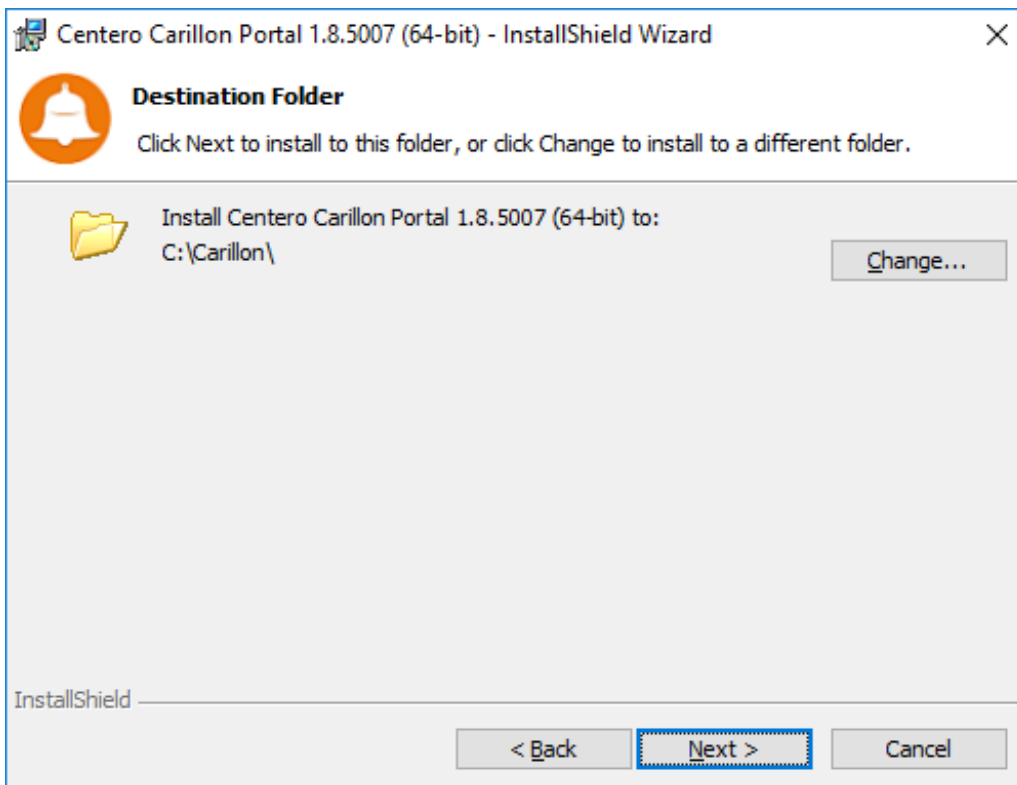 Centero Carillon Portal 1.8.5007 (64-bit) - InstallShield Wizard
Destination Folder
Click Next to install to this folder, or click Change to install to a different folder.
Install Centero Carillon Portal 1.8.5007 (64-bit) to:
C:\Carillon\
Change...
InstallShield
< Back
Next >
Cancel